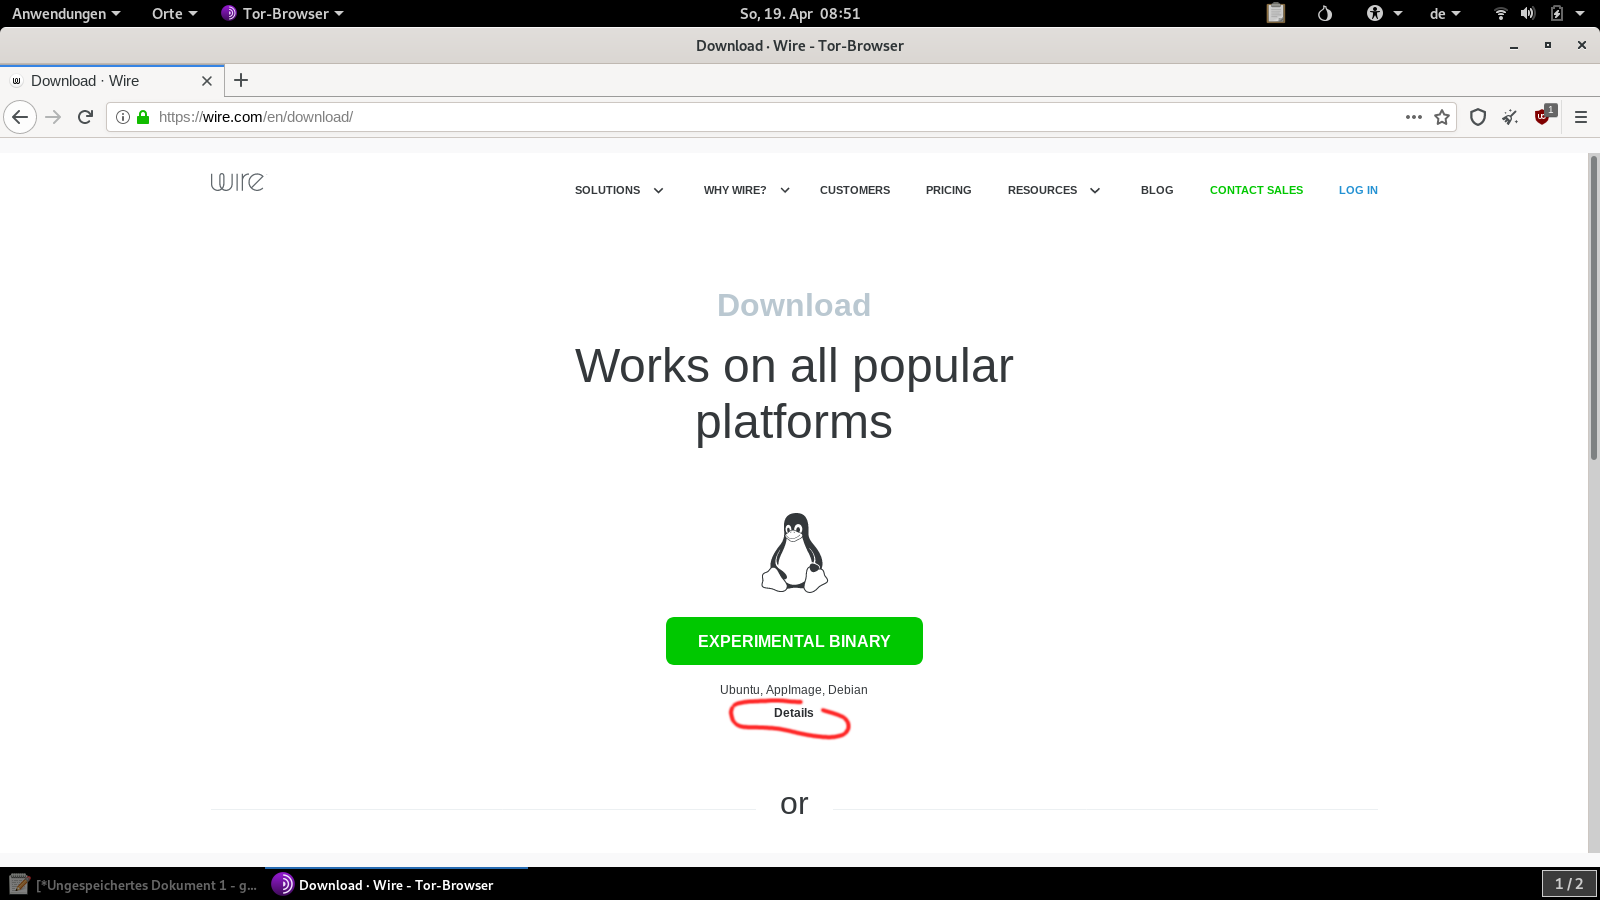 Anwendungen Orte Tor-Browser So, 19. Apr 08:51 de
Download · Wire - Tor-Browser
Download · Wire
https://wire.com/en/download/ 1
wire SOLUTIONS WHY WIRE? CUSTOMERS PRICING RESOURCES BLOG CONTACT SALES LOG IN
Download
Works on all popular
platforms
EXPERIMENTAL BINARY
Ubuntu, AppImage, Debian
Details
or
[*Ungespeichertes Dokument 1 - g... Download · Wire - Tor-Browser 1 / 2